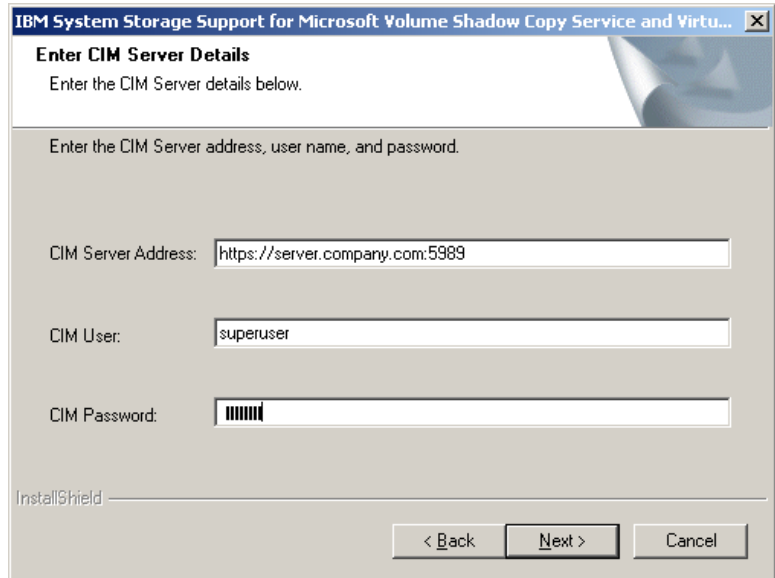 IBM System Storage Support for Microsoft Volume Shadow Copy Service and Virtu...
Enter CIM Server Details
Enter the CIM Server details below.
Enter the CIM Server address, user name, and password.
CIM Server Address: https://server.company.com:5989
CIM User: superuser
CIM Password:
InstallShield
< Back Next > Cancel